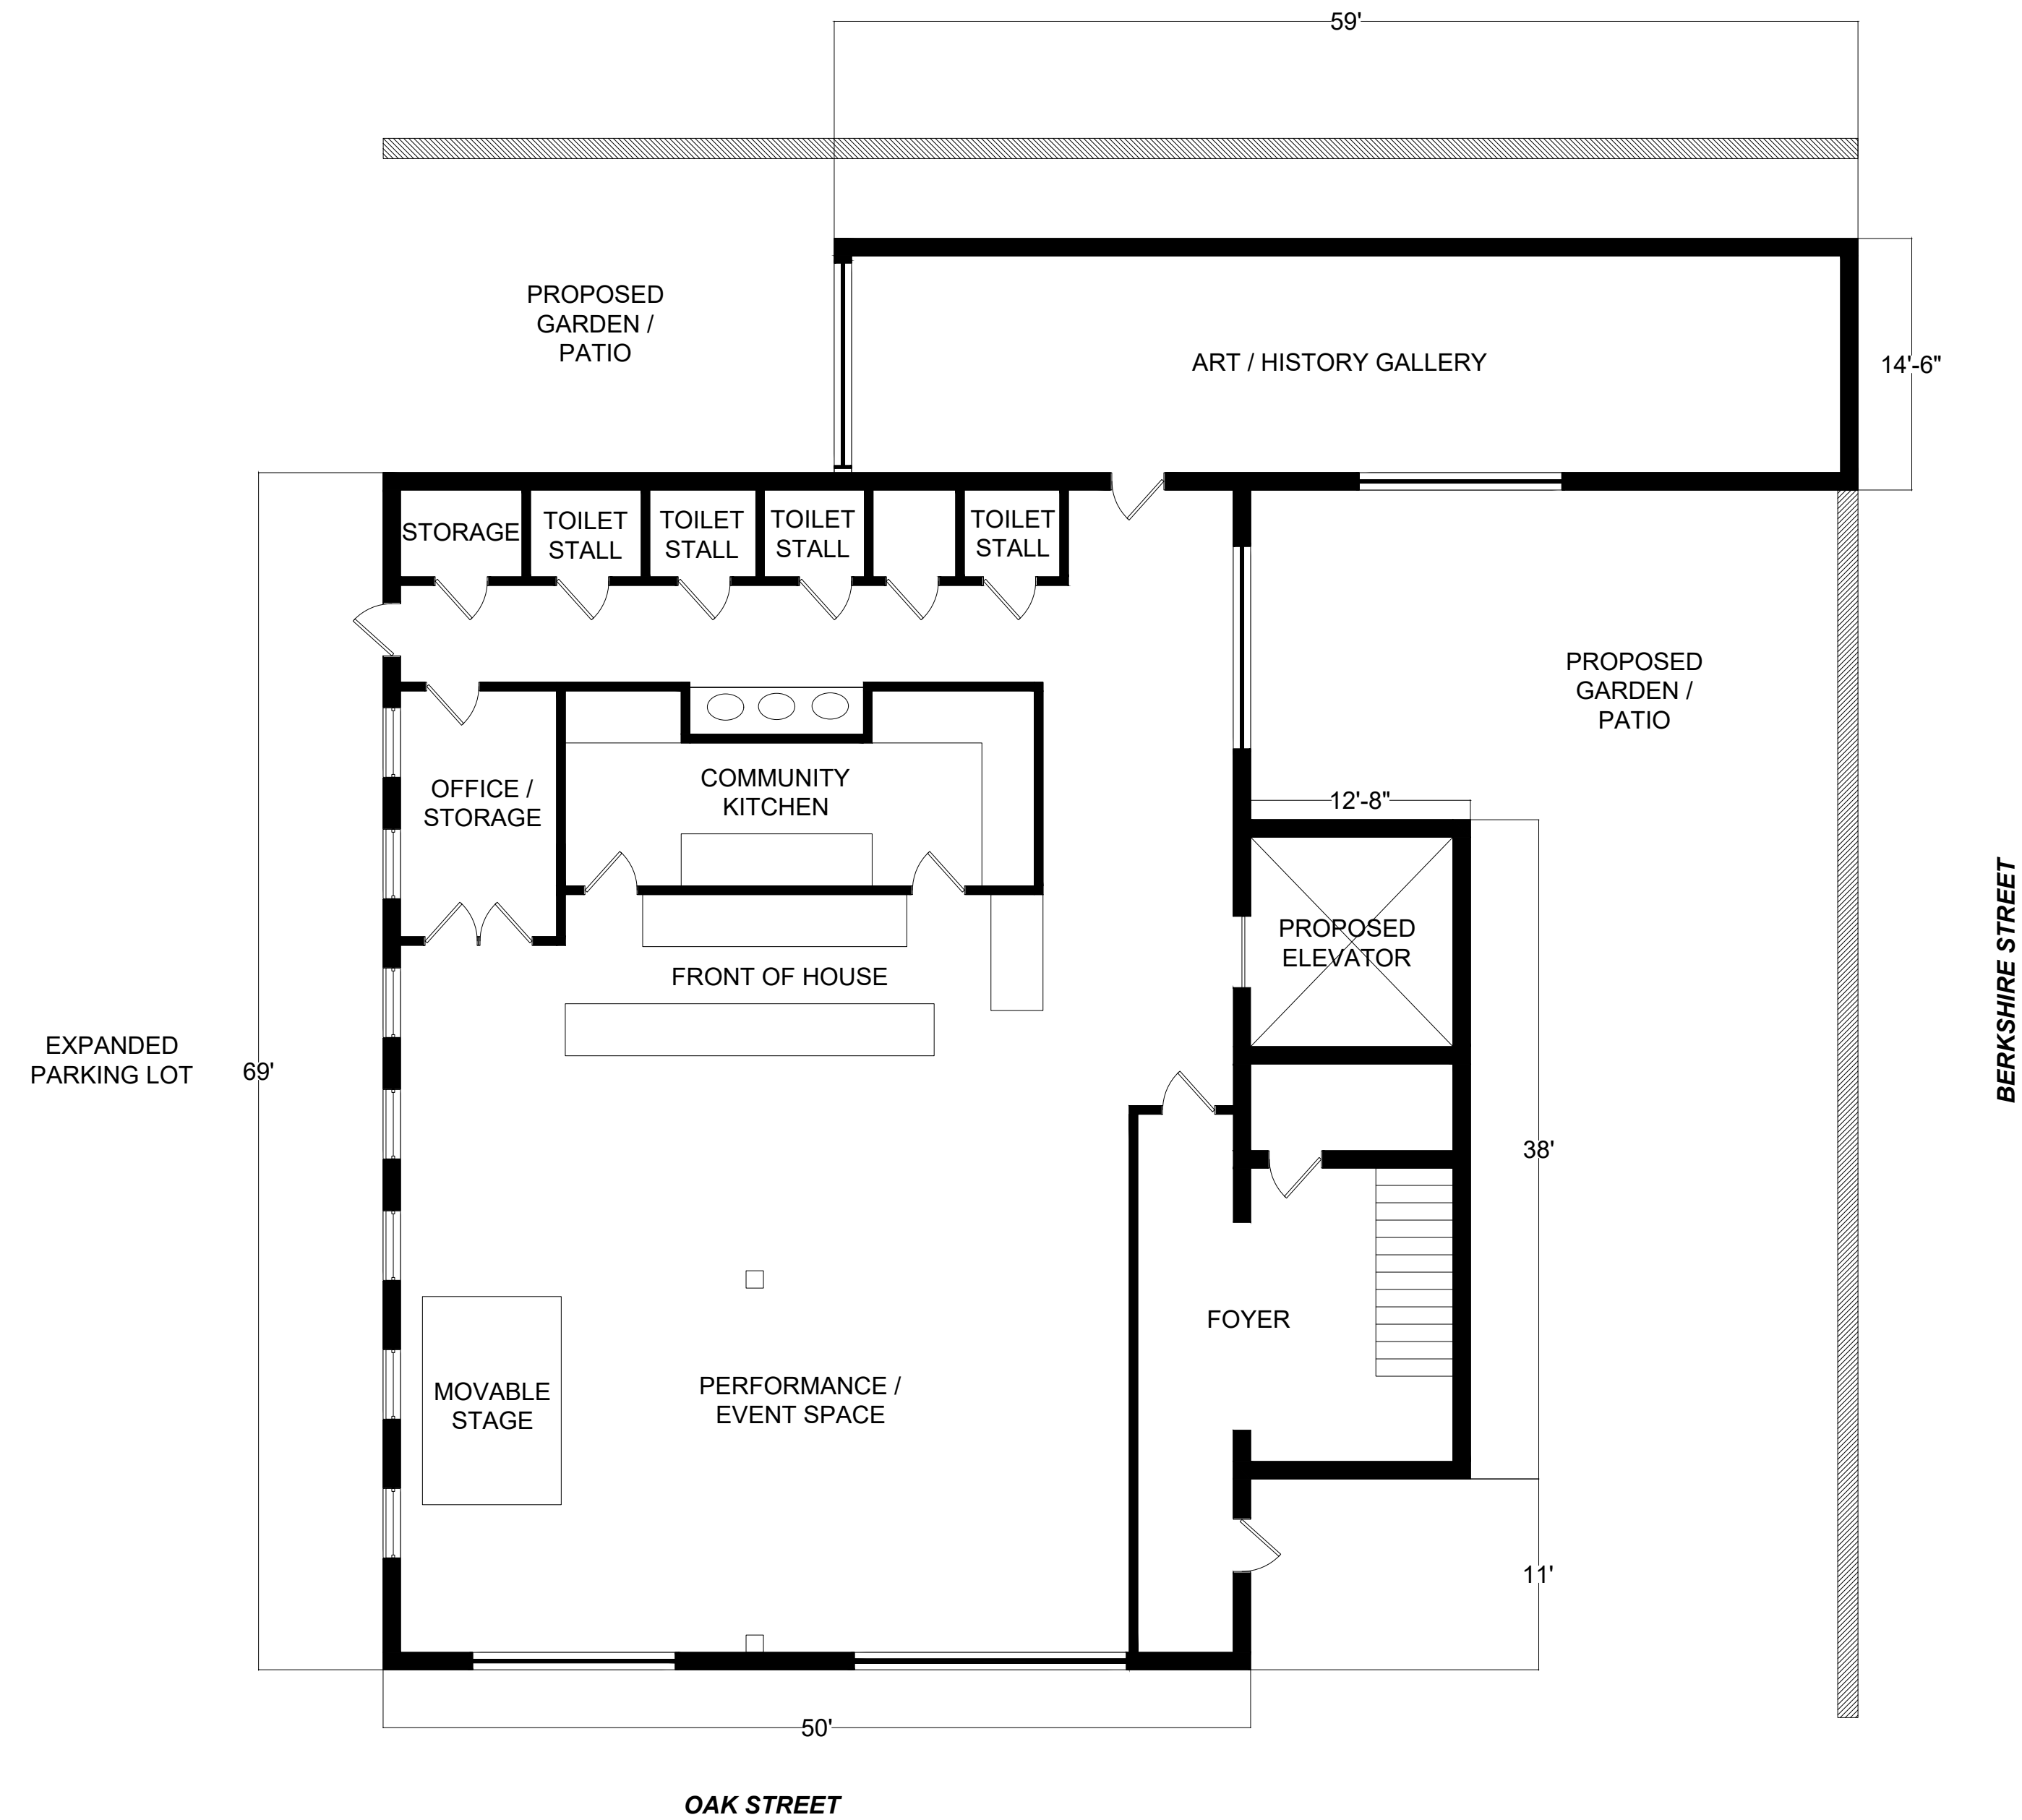 59'
PROPOSED
GARDEN /
PATIO
ART / HISTORY GALLERY
14'-6"
STORAGE
TOILET
STALL
TOILET
STALL
TOILET
STALL
TOILET
STALL
PROPOSED
GARDEN /
PATIO
OFFICE /
STORAGE
COMMUNITY
KITCHEN
12'-8"
PROPOSED
ELEVATOR
FRONT OF HOUSE
BERKSHIRE STREET
EXPANDED
PARKING LOT
69'
38'
FOYER
MOVABLE
STAGE
PERFORMANCE /
EVENT SPACE
11'
50'
OAK STREET